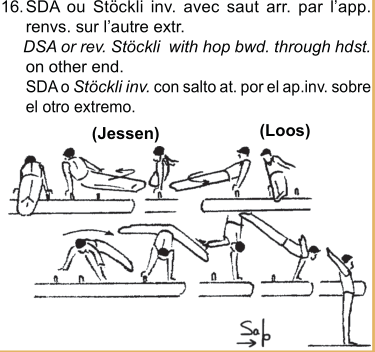 16. SDA ou Stöckli inv. avec saut arr. par l'app.
renvs. sur l'autre extr.
DSA or rev. Stöckli with hop bwd. through hdst.
on other end.
SDA o Stöckli inv. con salto at. por el ap.inv. sobre
el otro extremo.
(Jessen) (Loos)